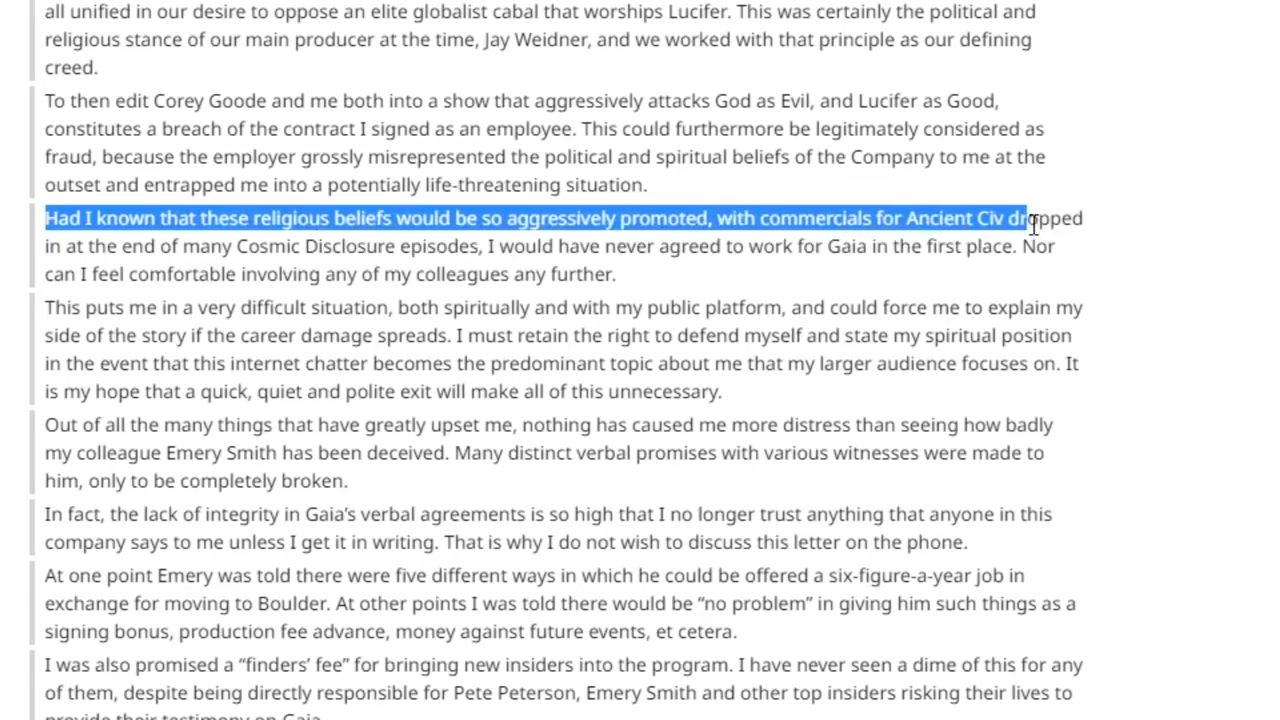 all unified in our desire to oppose an elite globalist cabal that worships Lucifer. This was certainly the political and
religious stance of our main producer at the time, Jay Weidner, and we worked with that principle as our defining
creed.
To then edit Corey Goode and me both into a show that aggressively attacks God as Evil, and Lucifer as Good,
constitutes a breach of the contract I signed as an employee. This could furthermore be legitimately considered as
fraud, because the employer grossly misrepresented the political and spiritual beliefs of the Company to me at the
outset and entrapped me into a potentially life-threatening situation.
Had I known that these religious beliefs would be so aggressively promoted, with commercials for Ancient Civ dropped
in at the end of many Cosmic Disclosure episodes, I would have never agreed to work for Gaia in the first place. Nor
can I feel comfortable involving any of my colleagues any further.
This puts me in a very difficult situation, both spiritually and with my public platform, and could force me to explain my
side of the story if the career damage spreads. I must retain the right to defend myself and state my spiritual position
in the event that this internet chatter becomes the predominant topic about me that my larger audience focuses on. It
is my hope that a quick, quiet and polite exit will make all of this unnecessary.
Out of all the many things that have greatly upset me, nothing has caused me more distress than seeing how badly
my colleague Emery Smith has been deceived. Many distinct verbal promises with various witnesses were made to
him, only to be completely broken.
In fact, the lack of integrity in Gaia’s verbal agreements is so high that I no longer trust anything that anyone in this
company says to me unless I get it in writing. That is why I do not wish to discuss this letter on the phone.
At one point Emery was told there were five different ways in which he could be offered a six-figure-a-year job in
exchange for moving to Boulder. At other points I was told there would be “no problem” in giving him such things as a
signing bonus, production fee advance, money against future events, et cetera.
I was also promised a “finders’ fee” for bringing new insiders into the program. I have never seen a dime of this for any
of them, despite being directly responsible for Pete Peterson, Emery Smith and other top insiders risking their lives to
provide their testimony on Gaia.